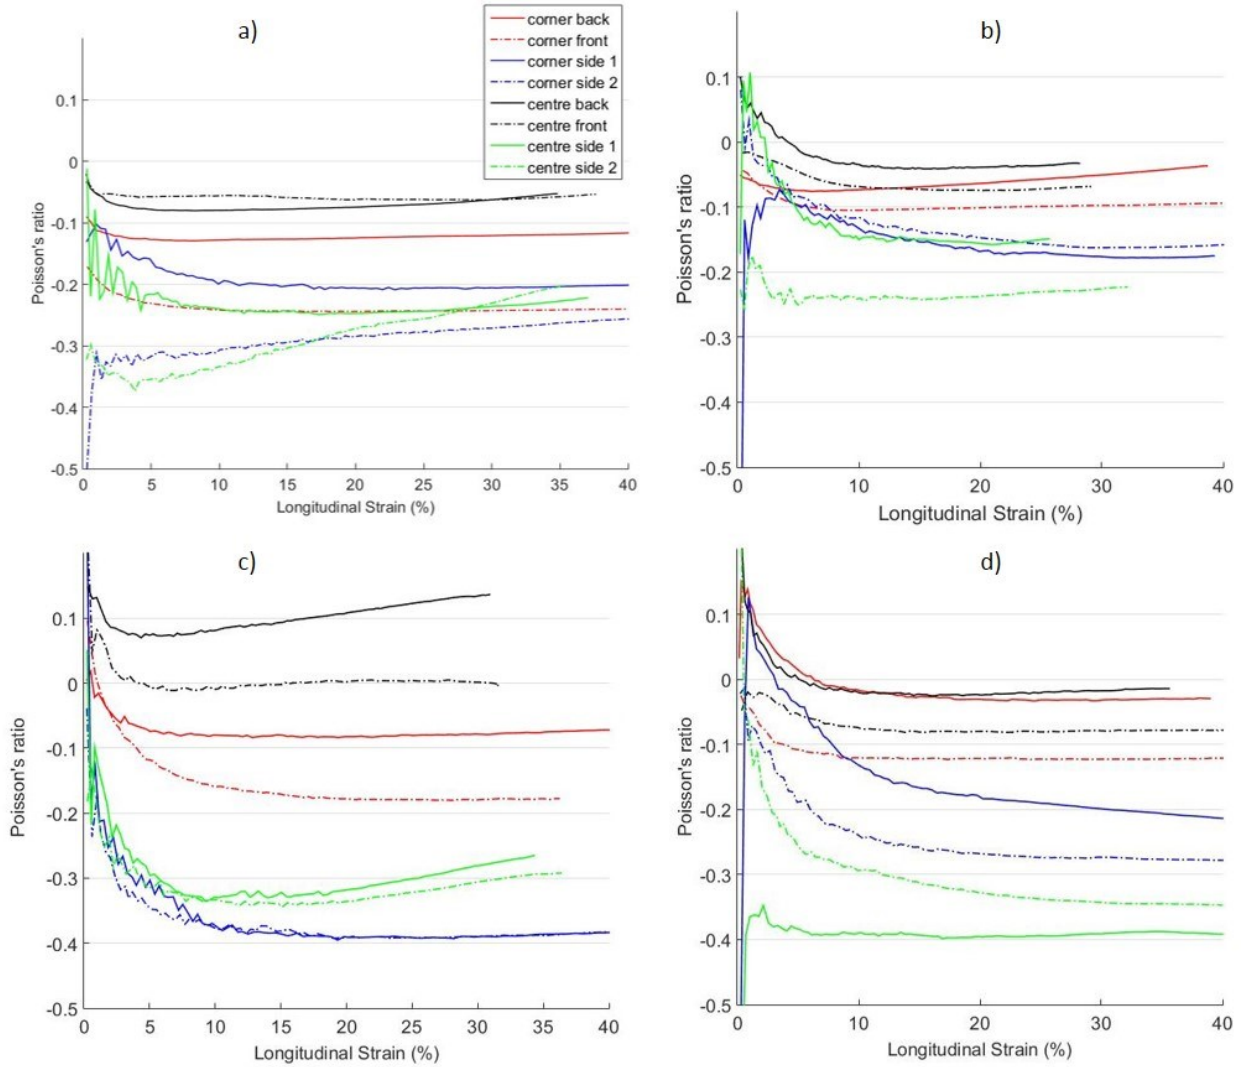 a)
corner back
corner front
corner side 1
corner side 2
centre back
centre front
centre side 1
centre side 2
0.1
0
-0.1
-0.2
-0.3
-0.4
-0.5
Poisson's ratio
0 5 10 15 20 25 30 35 40
Longitudinal Strain (%)
b)
0.1
0
-0.1
-0.2
-0.3
-0.4
-0.5
Poisson's ratio
0 10 20 30 40
Longitudinal Strain (%)
c)
0.1
0
-0.1
-0.2
-0.3
-0.4
-0.5
Poisson's ratio
0 5 10 15 20 25 30 35 40
Longitudinal Strain (%)
d)
0.1
0
-0.1
-0.2
-0.3
-0.4
-0.5
Poisson's ratio
0 10 20 30 40
Longitudinal Strain (%)